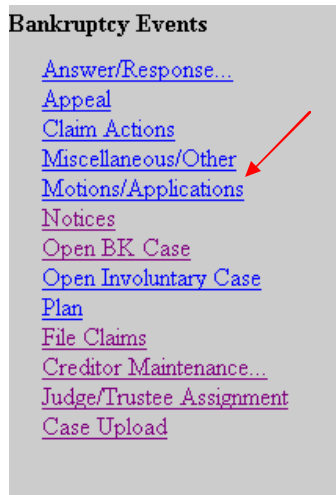 Bankruptcy Events
Answer/Response...
Appeal
Claim Actions
Miscellaneous/Other
Motions/Applications
Notices
Open BK Case
Open Involuntary Case
Plan
File Claims
Creditor Maintenance...
Judge/Trustee Assignment
Case Upload